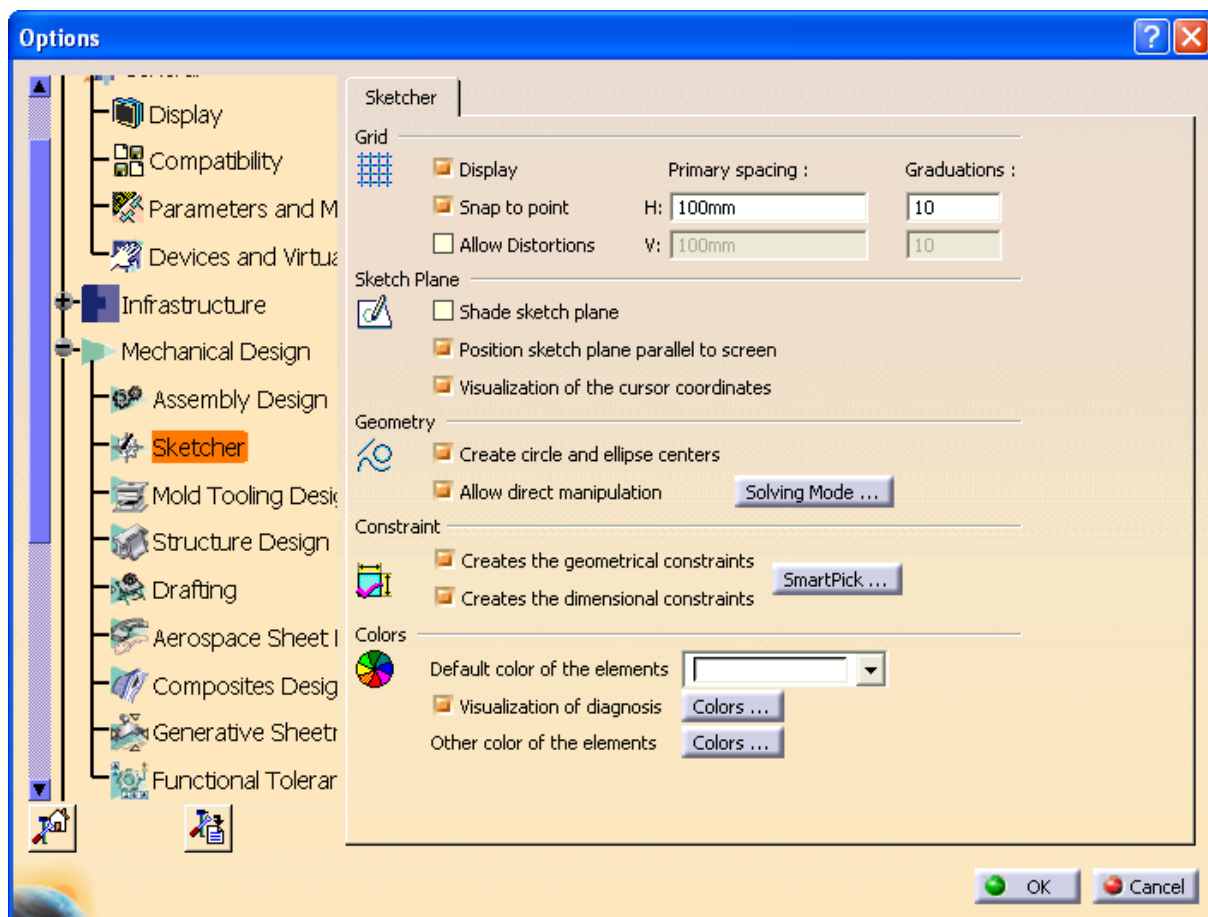 Options
Display
Compatibility
Parameters and M
Devices and Virtua
Infrastructure
Mechanical Design
Assembly Design
Sketcher
Mold Tooling Desig
Structure Design
Drafting
Aerospace Sheet
Composites Desig
Generative Sheet
Functional Toleran
Sketcher
Grid
Display Primary spacing : Graduations :
Snap to point H: 100mm 10
Allow Distortions V: 100mm 10
Sketch Plane
Shade sketch plane
Position sketch plane parallel to screen
Visualization of the cursor coordinates
Geometry
Create circle and ellipse centers
Allow direct manipulation Solving Mode ...
Constraint
Creates the geometrical constraints
SmartPick ...
Creates the dimensional constraints
Colors
Default color of the elements
Visualization of diagnosis Colors ...
Other color of the elements Colors ...
OK Cancel